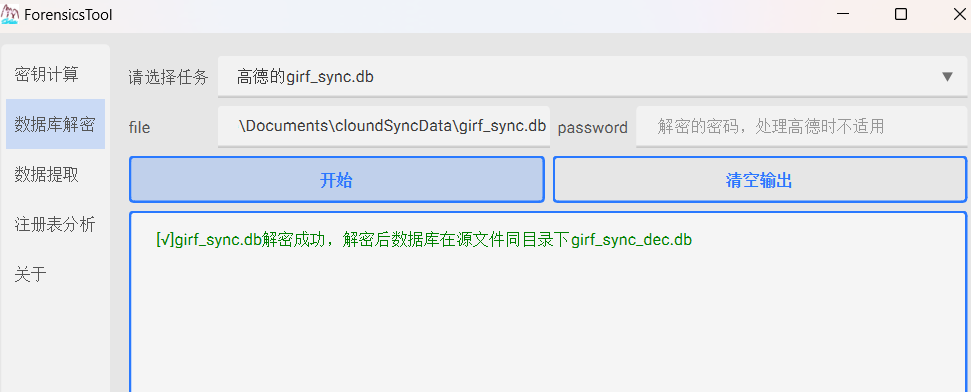 ForensicsTool
密钥计算
数据库解密
数据提取
注册表分析
关于
请选择任务 高德的girf_sync.db
file \Documents\cloundSyncData\girf_sync.db password 解密的密码，处理高德时不适用
开始 清空输出
[√]girf_sync.db解密成功，解密后数据库在源文件同目录下girf_sync_dec.db